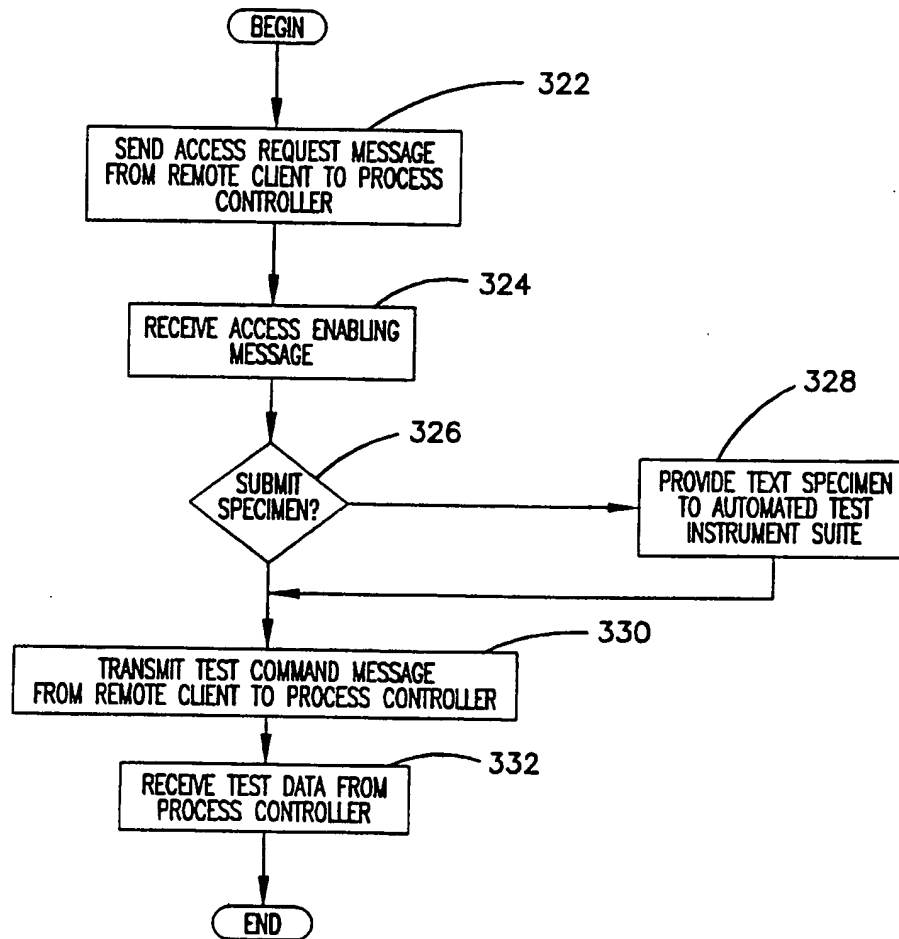 BEGIN
322
SEND ACCESS REQUEST MESSAGE
FROM REMOTE CLIENT TO PROCESS
CONTROLLER
324
RECEIVE ACCESS ENABLING
MESSAGE
326
SUBMIT
SPECIMEN?
328
PROVIDE TEXT SPECIMEN
TO AUTOMATED TEST
INSTRUMENT SUITE
330
TRANSMIT TEST COMMAND MESSAGE
FROM REMOTE CLIENT TO PROCESS CONTROLLER
332
RECEIVE TEST DATA FROM
PROCESS CONTROLLER
END